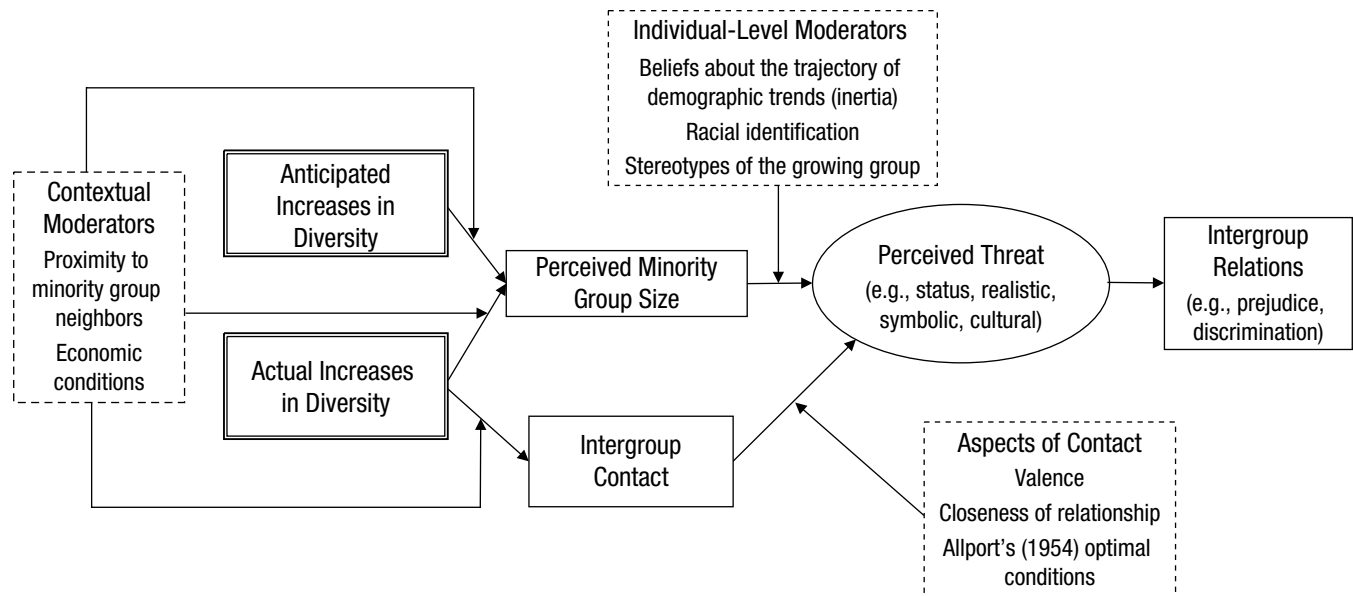 Individual-Level Moderators
Beliefs about the trajectory of
demographic trends (inertia)
Racial identification
Stereotypes of the growing group
Contextual
Moderators
Proximity to
minority group
neighbors
Economic
conditions
Anticipated
Increases in
Diversity
Actual Increases
in Diversity
Perceived Minority
Group Size
Intergroup
Contact
Perceived Threat
(e.g., status, realistic,
symbolic, cultural)
Intergroup
Relations
(e.g., prejudice,
discrimination)
Aspects of Contact
Valence
Closeness of relationship
Allport’s (1954) optimal
conditions